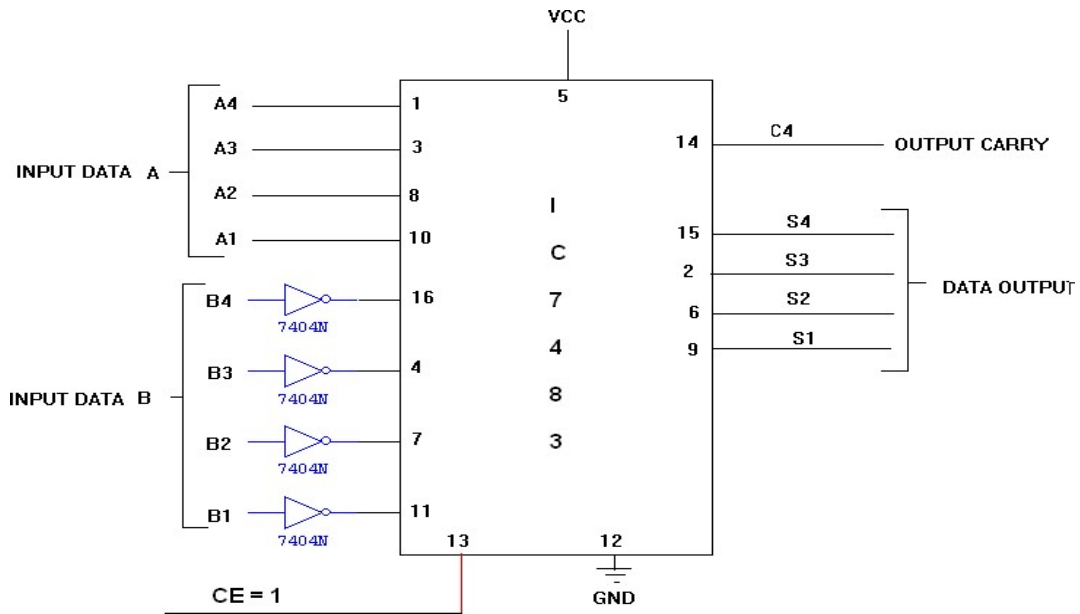 VCC
5
A4
1
14
C4
OUTPUT CARRY
A3
3
INPUT DATA A
A2
8
A1
10
I
C
7
4
8
3
15
S4
2
S3
6
S2
9
S1
DATA OUTPUT
B4
7404N
16
B3
7404N
4
INPUT DATA B
B2
7404N
7
B1
7404N
11
13
12
CE = 1
GND